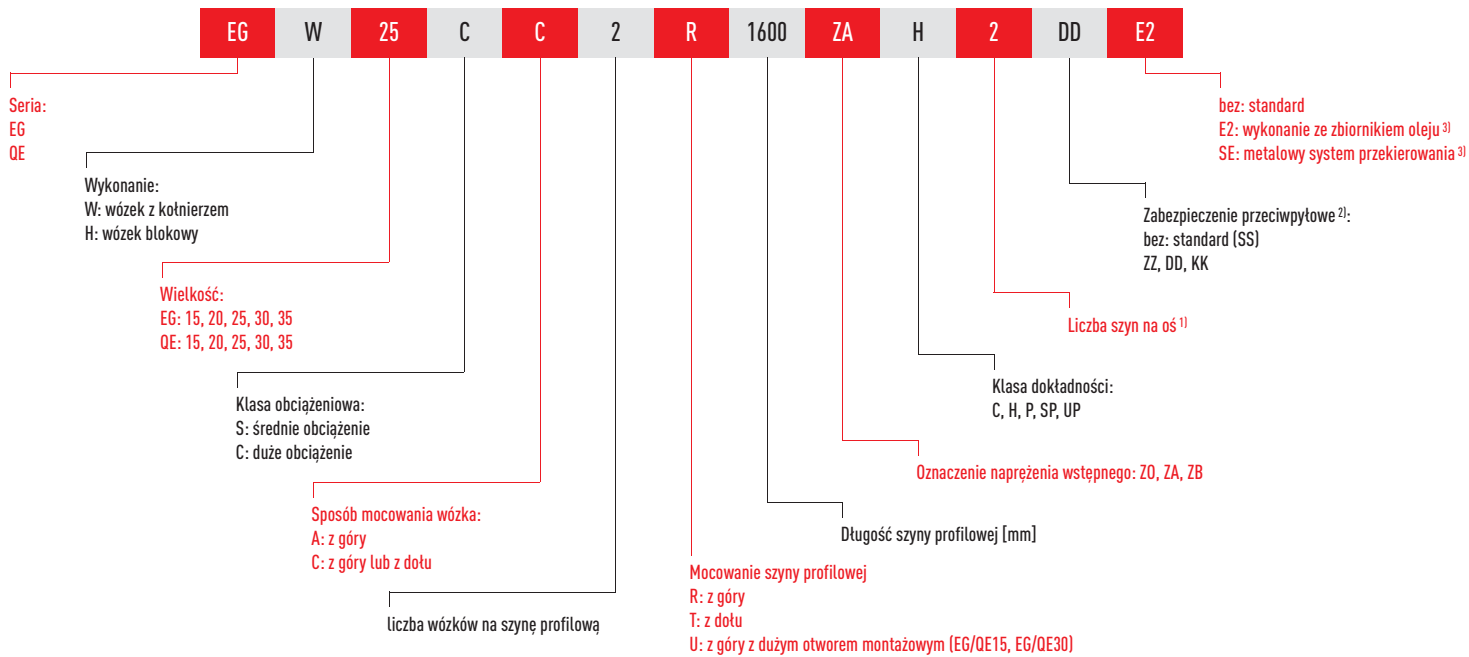 EG W 25 C C 2 R 1600 ZA H 2 DD E2
Seria:
EG
QE
Wykonanie:
W: wózek z kołnierzem
H: wózek blokowy
Wielkość:
EG: 15, 20, 25, 30, 35
QE: 15, 20, 25, 30, 35
Klasa obciążeniowa:
S: średnie obciążenie
C: duże obciążenie
Sposób mocowania wózka:
A: z góry
C: z góry lub z dołu
liczba wózków na szynę profilową
Mocowanie szyny profilowej
R: z góry
T: z dołu
U: z góry z dużym otworem montażowym (EG/QE15, EG/QE30)
Długość szyny profilowej [mm]
Oznaczenie naprężenia wstępnego: Z0, ZA, ZB
Klasa dokładności:
C, H, P, SP, UP
Liczba szyn na oś 1)
Zabezpieczenie przeciwpyłowe 2):
bez: standard (SS)
ZZ, DD, KK
bez: standard
E2: wykonanie ze zbiornikiem oleju 3)
SE: metalowy system przekierowania 3)